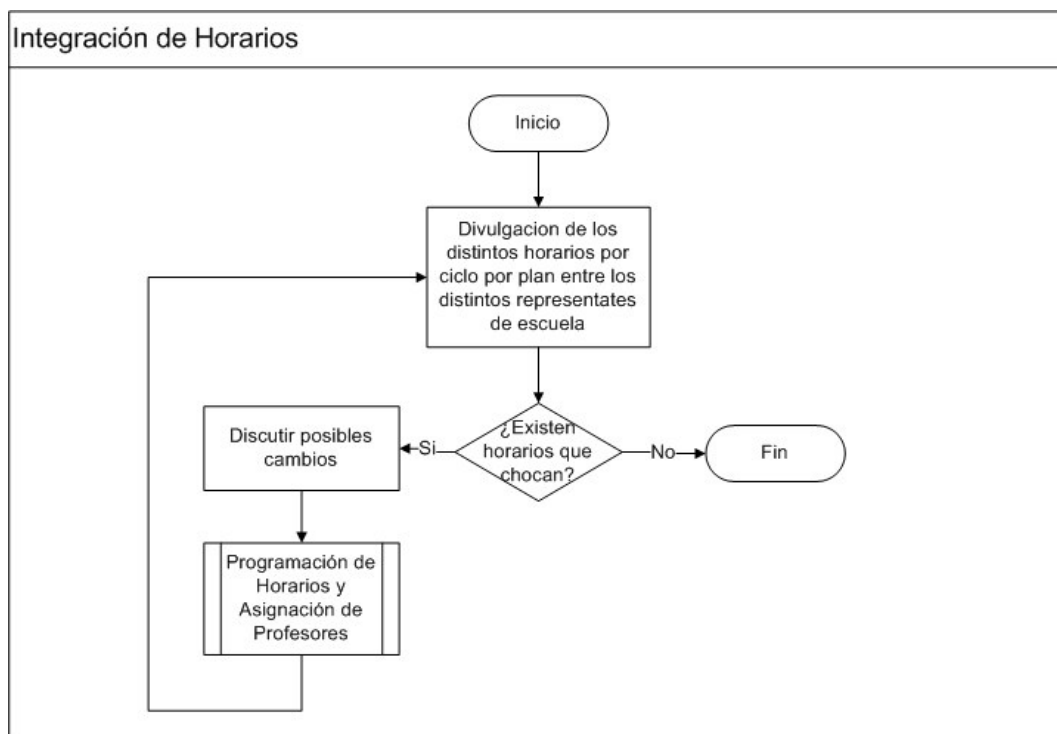 Integración de Horarios
Inicio
Divulgacion de los
distintos horarios por
ciclo por plan entre los
distintos representates
de escuela
¿Existen
horarios que
chocan?
Si
No
Fin
Discutir posibles
cambios
Programación de
Horarios y
Asignación de
Profesores